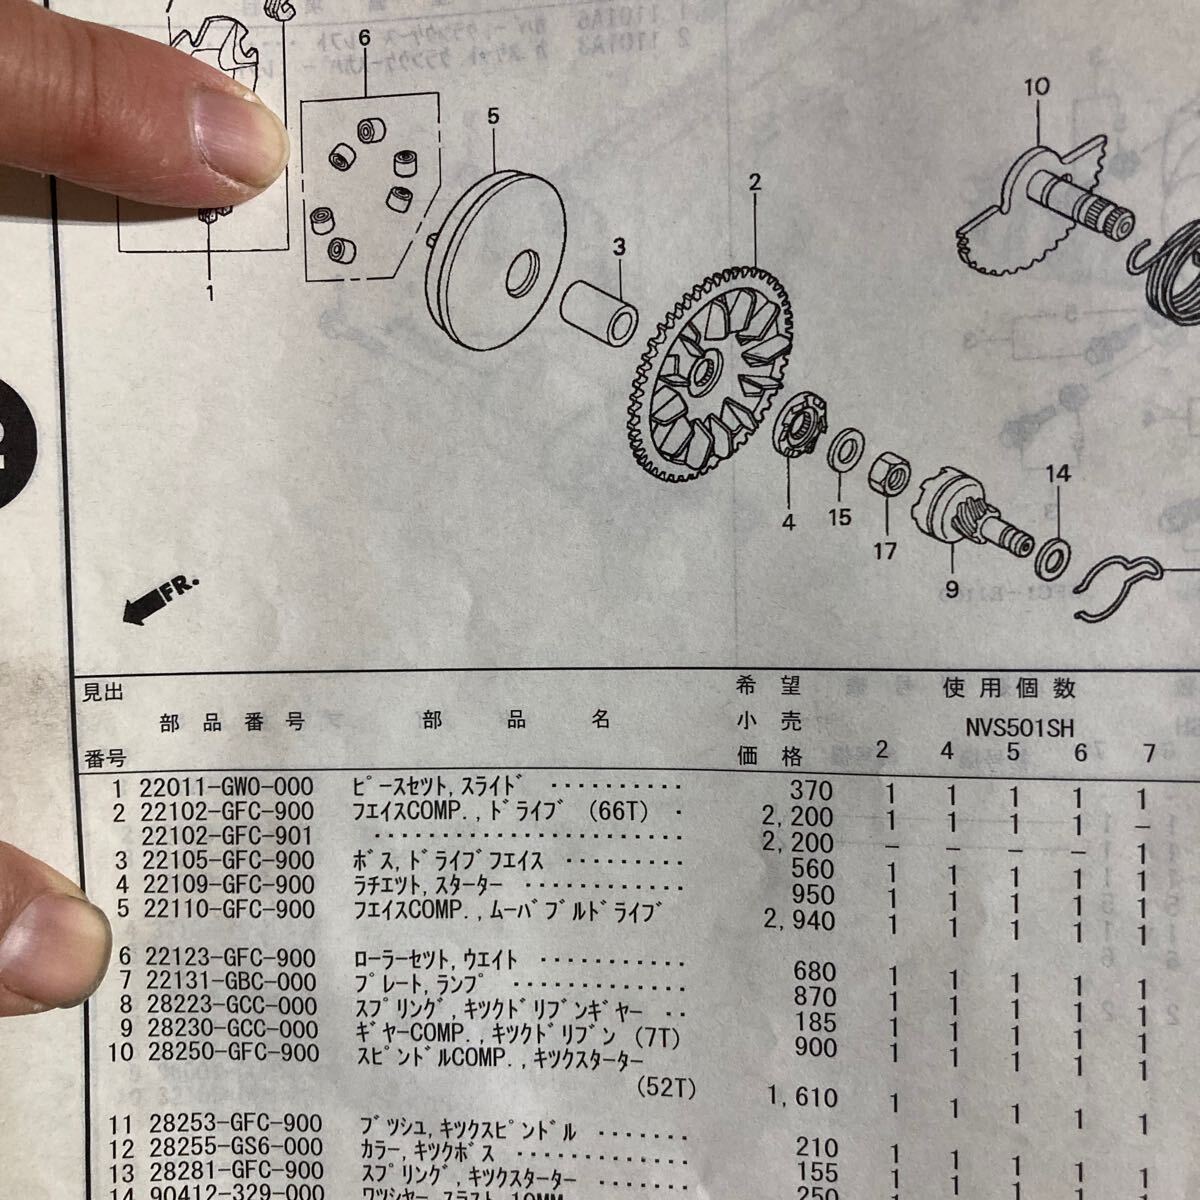 6
5
10
2
3
1
14
4
15
17
9
FR.
見出
番号
部品番号
部品名
希望
小売
価格
使用個数
NVS501SH
2 4 5 6 7
1 22011-GW0-000 ピースセツト,スライド ・・・・・・・・・・ 370 1 1 1 1 1
2 22102-GFC-900 フエイスCOMP.,ドライブ (66T) ・ 2,200 1 1 1 1 －
22102-GFC-901 ・・・・・・・・・・・・・・・・・・・・・・・ 2,200 － － － － 1
3 22105-GFC-900 ボス,ドライブフエイス ・・・・・・・・・ 560 1 1 1 1 1
4 22109-GFC-900 ラチエツト,スターター ・・・・・・・・・・・・ 950 1 1 1 1 1
5 22110-GFC-900 フエイスCOMP.,ムーバブルドライブ 2,940 1 1 1 1 1
6 22123-GFC-900 ローラーセツト,ウエイト ・・・・・・・・・・・ 680 1 1 1 1 1
7 22131-GBC-000 プレート,ランプ ・・・・・・・・・・・・・ 870 1 1 1 1 1
8 28223-GCC-000 スプリング,キツクドリブンギヤー ・・ 185 1 1 1 1 1
9 28230-GCC-000 ギヤーCOMP.,キツクドリブン (7T) 900 1 1 1 1 1
10 28250-GFC-900 スピンドルCOMP.,キツクスターター
(52T) 1,610 1 1 1 1 1
11 28253-GFC-900 ブツシユ,キツクスピンドル ・・・・・・・ 210 1 1 1 1 1
12 28255-GS6-000 カラー,キツクボス ・・・・・・・・・・・・ 155 1 1 1 1 1
13 28281-GFC-900 スプリング,キツクスターター ・・・・・・・ 250
14 90412-329-000 ワツシヤー,スラスト,10MM